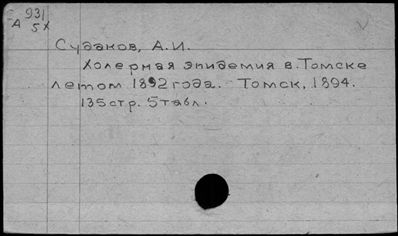 А 931
5х
Судаков, А.И.
Холерная эпидемия в Томске
летом 1892 года. Томск, 1894.
135 стр. 5 табл.